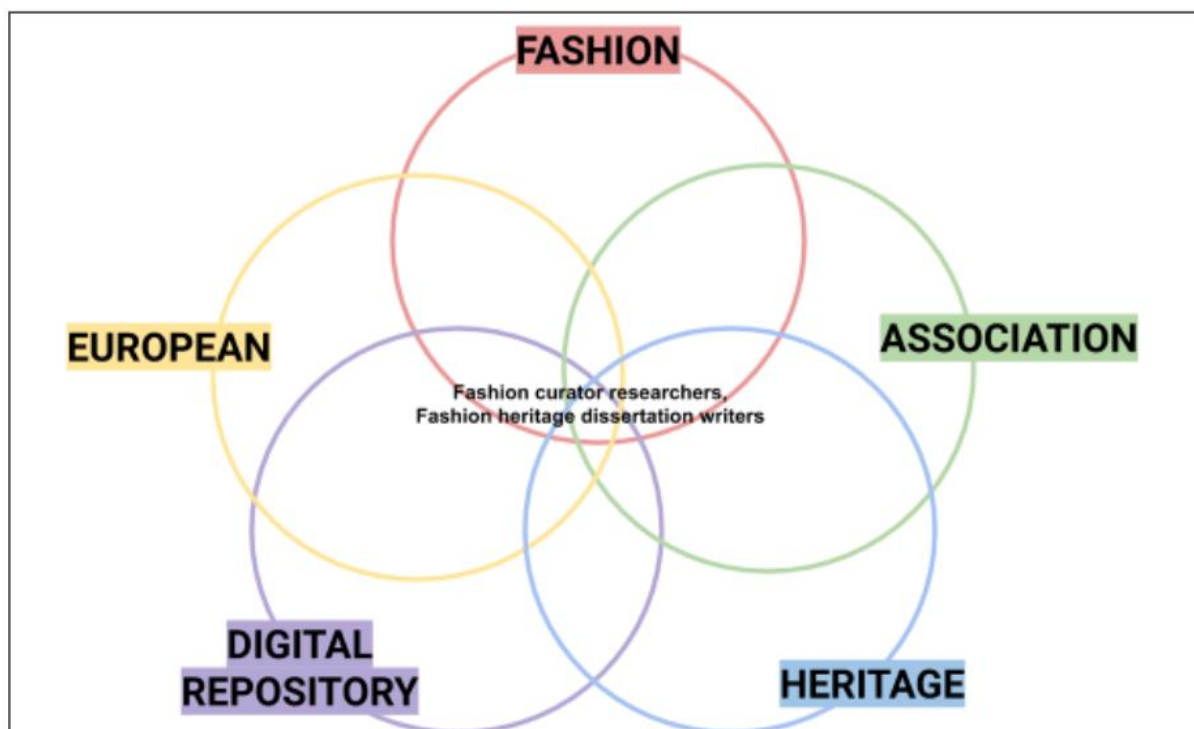 FASHION
EUROPEAN
ASSOCIATION
Fashion curator researchers,
Fashion heritage dissertation writers
DIGITAL
REPOSITORY
HERITAGE